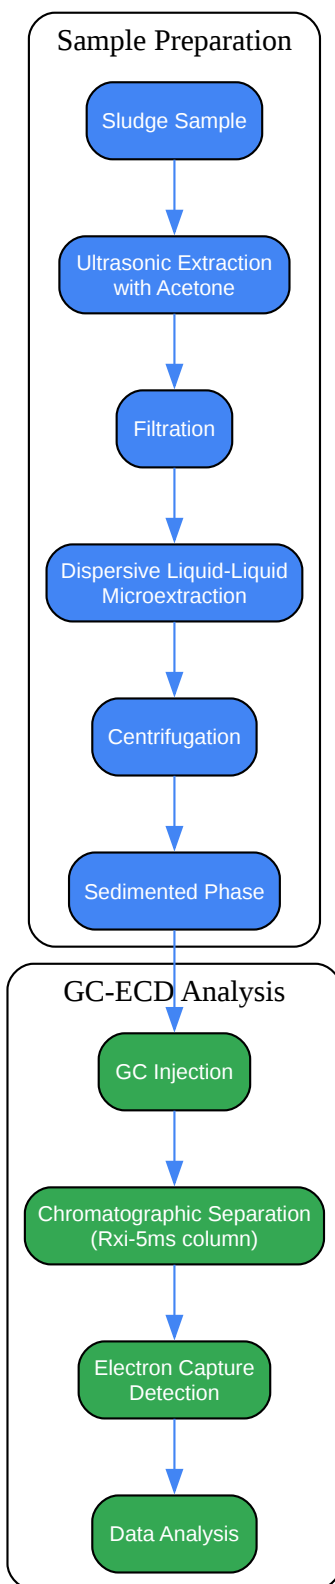 Sample Preparation
Sludge Sample
Ultrasonic Extraction
with Acetone
Filtration
Dispersive Liquid-Liquid
Microextraction
Centrifugation
Sedimented Phase
GC-ECD Analysis
GC Injection
Chromatographic Separation
(Rxi-5ms column)
Electron Capture
Detection
Data Analysis